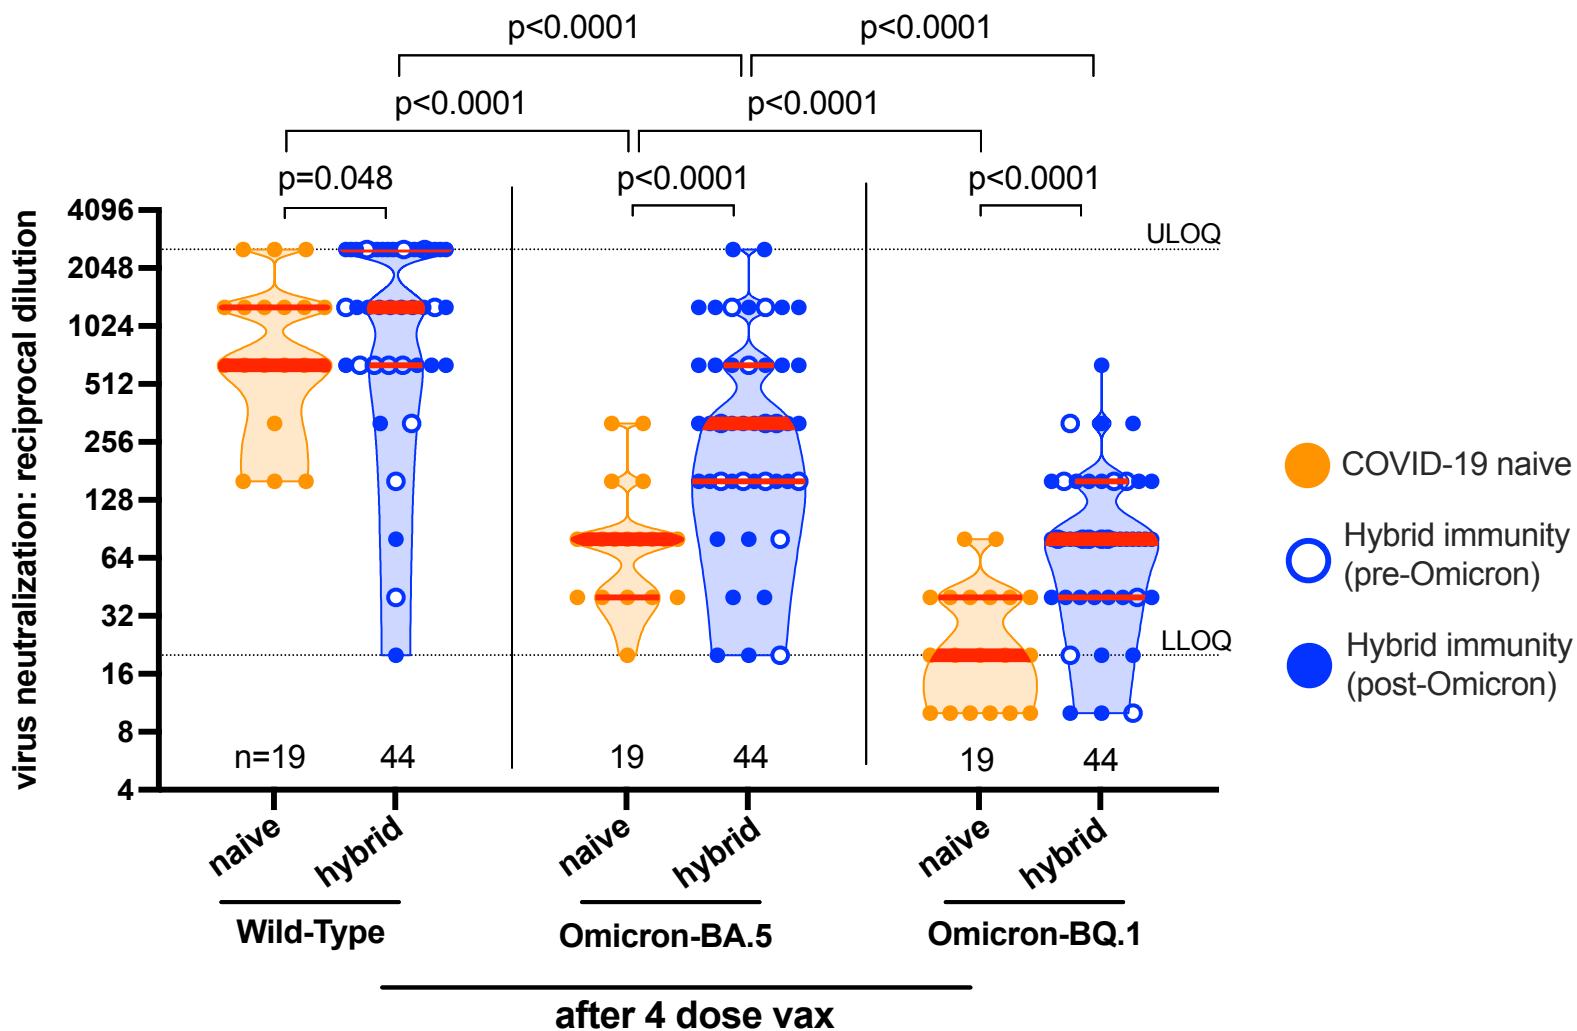 p<0.0001
p<0.0001
p<0.0001
p<0.0001
p=0.048
p<0.0001
p<0.0001
virus neutralization: reciprocal dilution
4096
2048
1024
512
256
128
64
32
16
8
4
ULOQ
LLOQ
n=19
44
19
44
19
44
naive
hybrid
naive
hybrid
naive
hybrid
Wild-Type
Omicron-BA.5
Omicron-BQ.1
after 4 dose vax
COVID-19 naive
Hybrid immunity
(pre-Omicron)
Hybrid immunity
(post-Omicron)